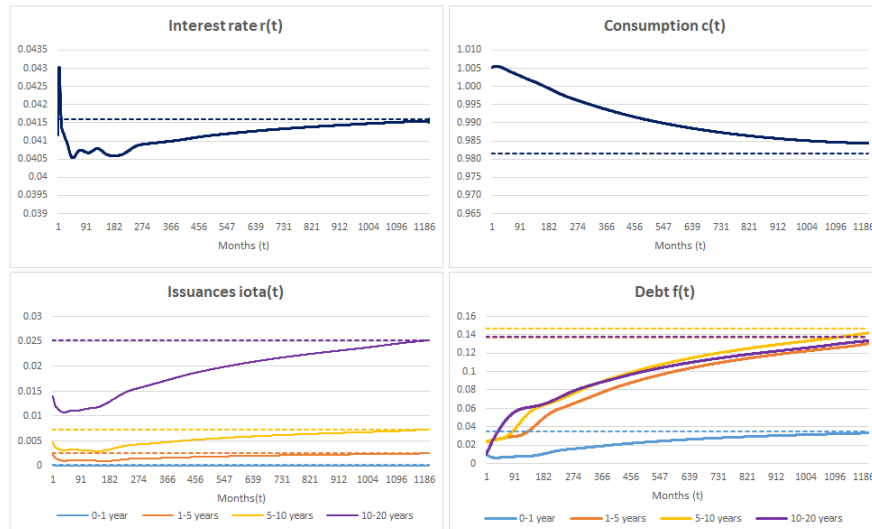 Interest rate r(t)
0.0435
0.043
0.0425
0.042
0.0415
0.041
0.0405
0.04
0.0395
0.039
1 91 182 274 366 456 547 639 731 821 912 1004 1096 1186
Months (t)
Consumption c(t)
1.010
1.005
1.000
0.995
0.990
0.985
0.980
0.975
0.970
0.965
1 91 182 274 366 456 547 639 731 821 912 1004 1096 1186
Months (t)
Issuances iota(t)
0.03
0.025
0.02
0.015
0.01
0.005
0
1 91 182 274 366 456 547 639 731 821 912 1004 1096 1186
Months(t)
0-1 year 1-5 years 5-10 years 10-20 years
Debt f(t)
0.16
0.14
0.12
0.1
0.08
0.06
0.04
0.02
0
1 91 182 274 366 456 547 639 731 821 912 1004 1096 1186
Months (t)
0-1 year 1-5 years 5-10 years 10-20 years